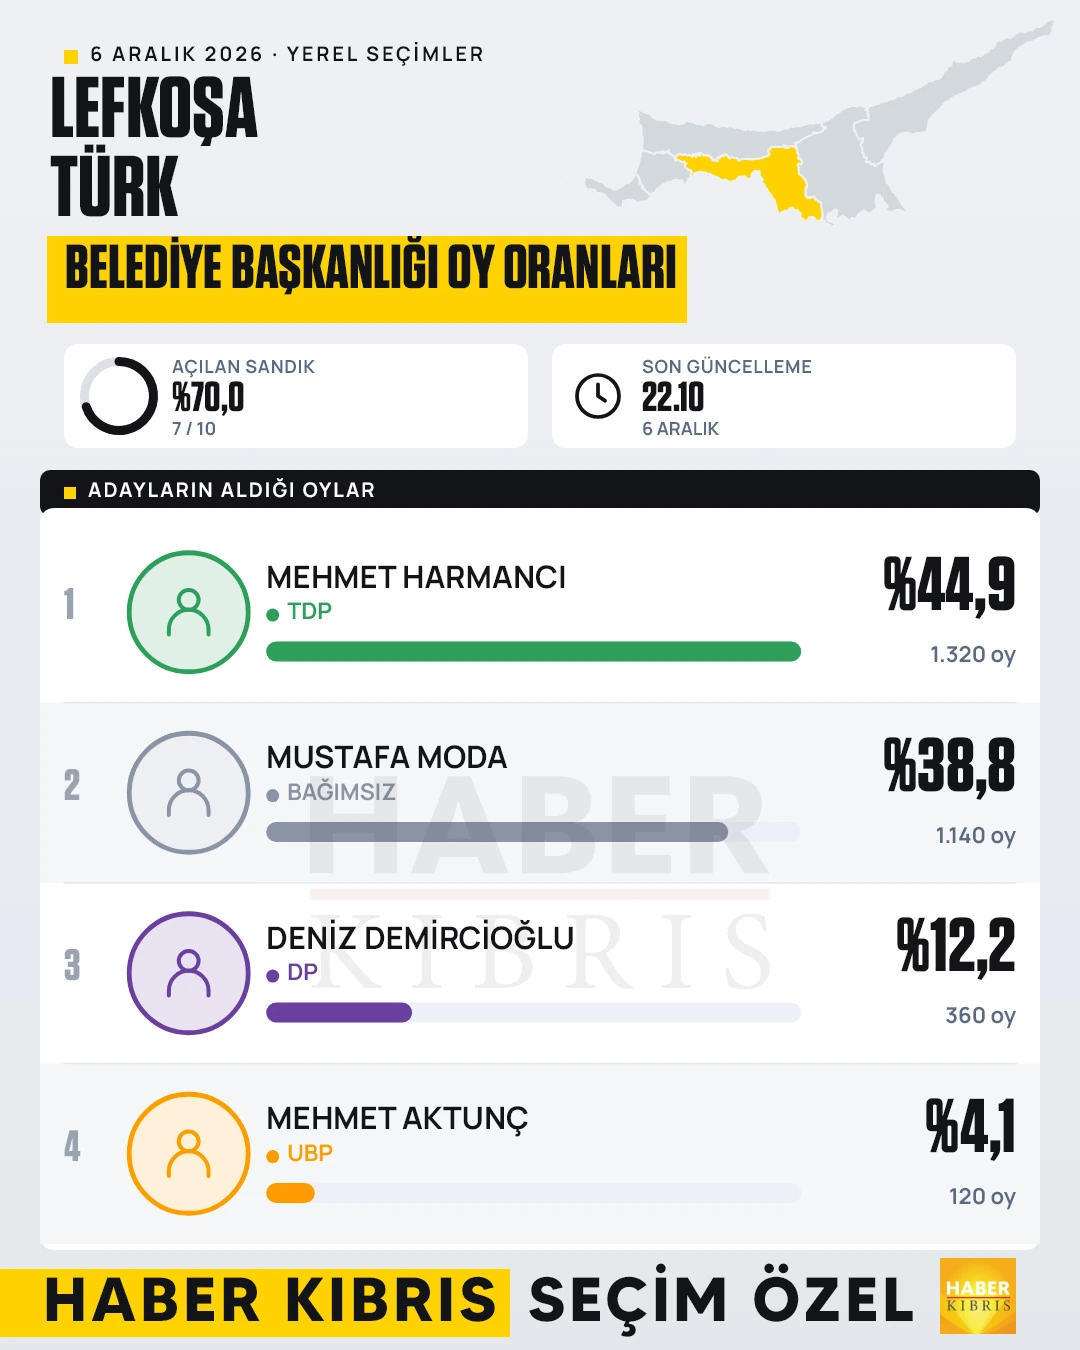 6 ARALIK 2026 · YEREL SEÇİMLER
LEFKOŞA
TÜRK
BELEDİYE BAŞKANLIĞI OY ORANLARI
AÇILAN SANDIK
%70,0
7 / 10
SON GÜNCELLEME
22.10
6 ARALIK
ADAYLARIN ALDIĞI OYLAR
1
MEHMET HARMANCI
TDP
%44,9
1.320 oy
2
MUSTAFA MODA
BAĞIMSIZ
%38,8
1.140 oy
HABER
KIBRIS
3
DENİZ DEMİRCİOĞLU
DP
%12,2
360 oy
4
MEHMET AKTUNÇ
UBP
%4,1
120 oy
HABER KIBRIS SEÇİM ÖZEL
HABER
KIBRIS